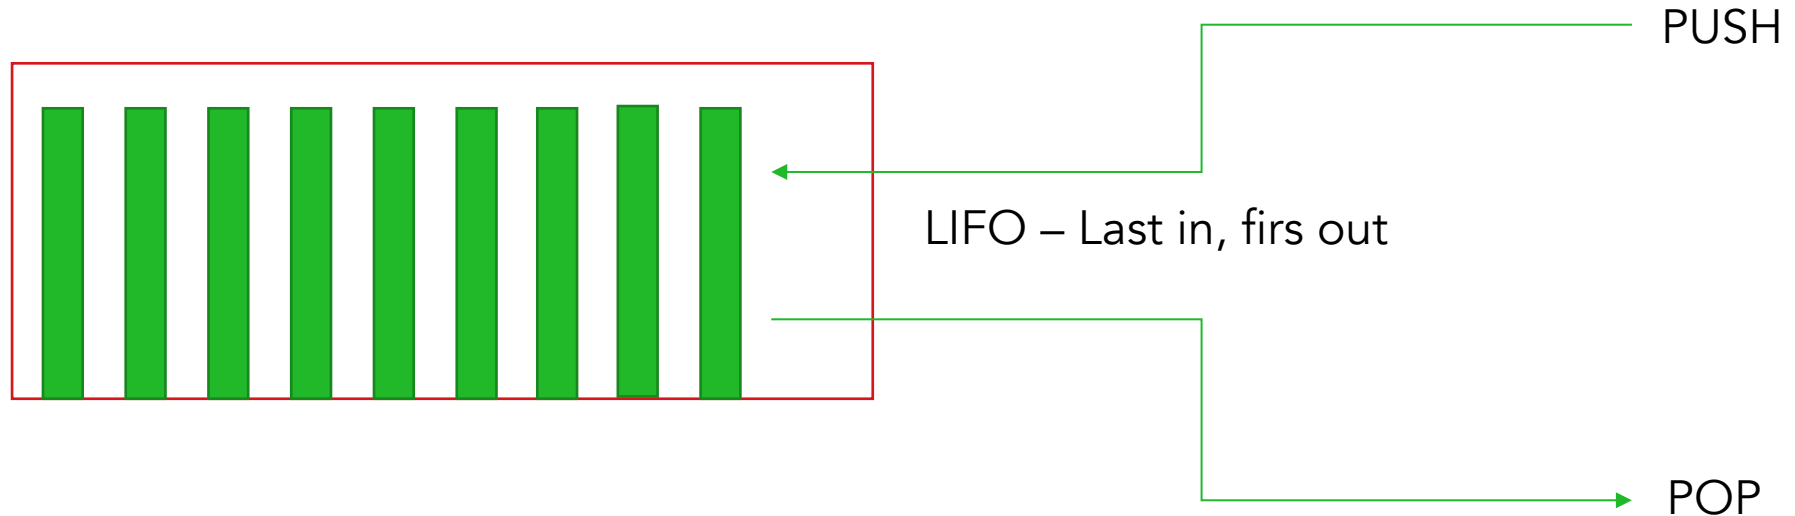 PUSH
LIFO – Last in, firs out
POP